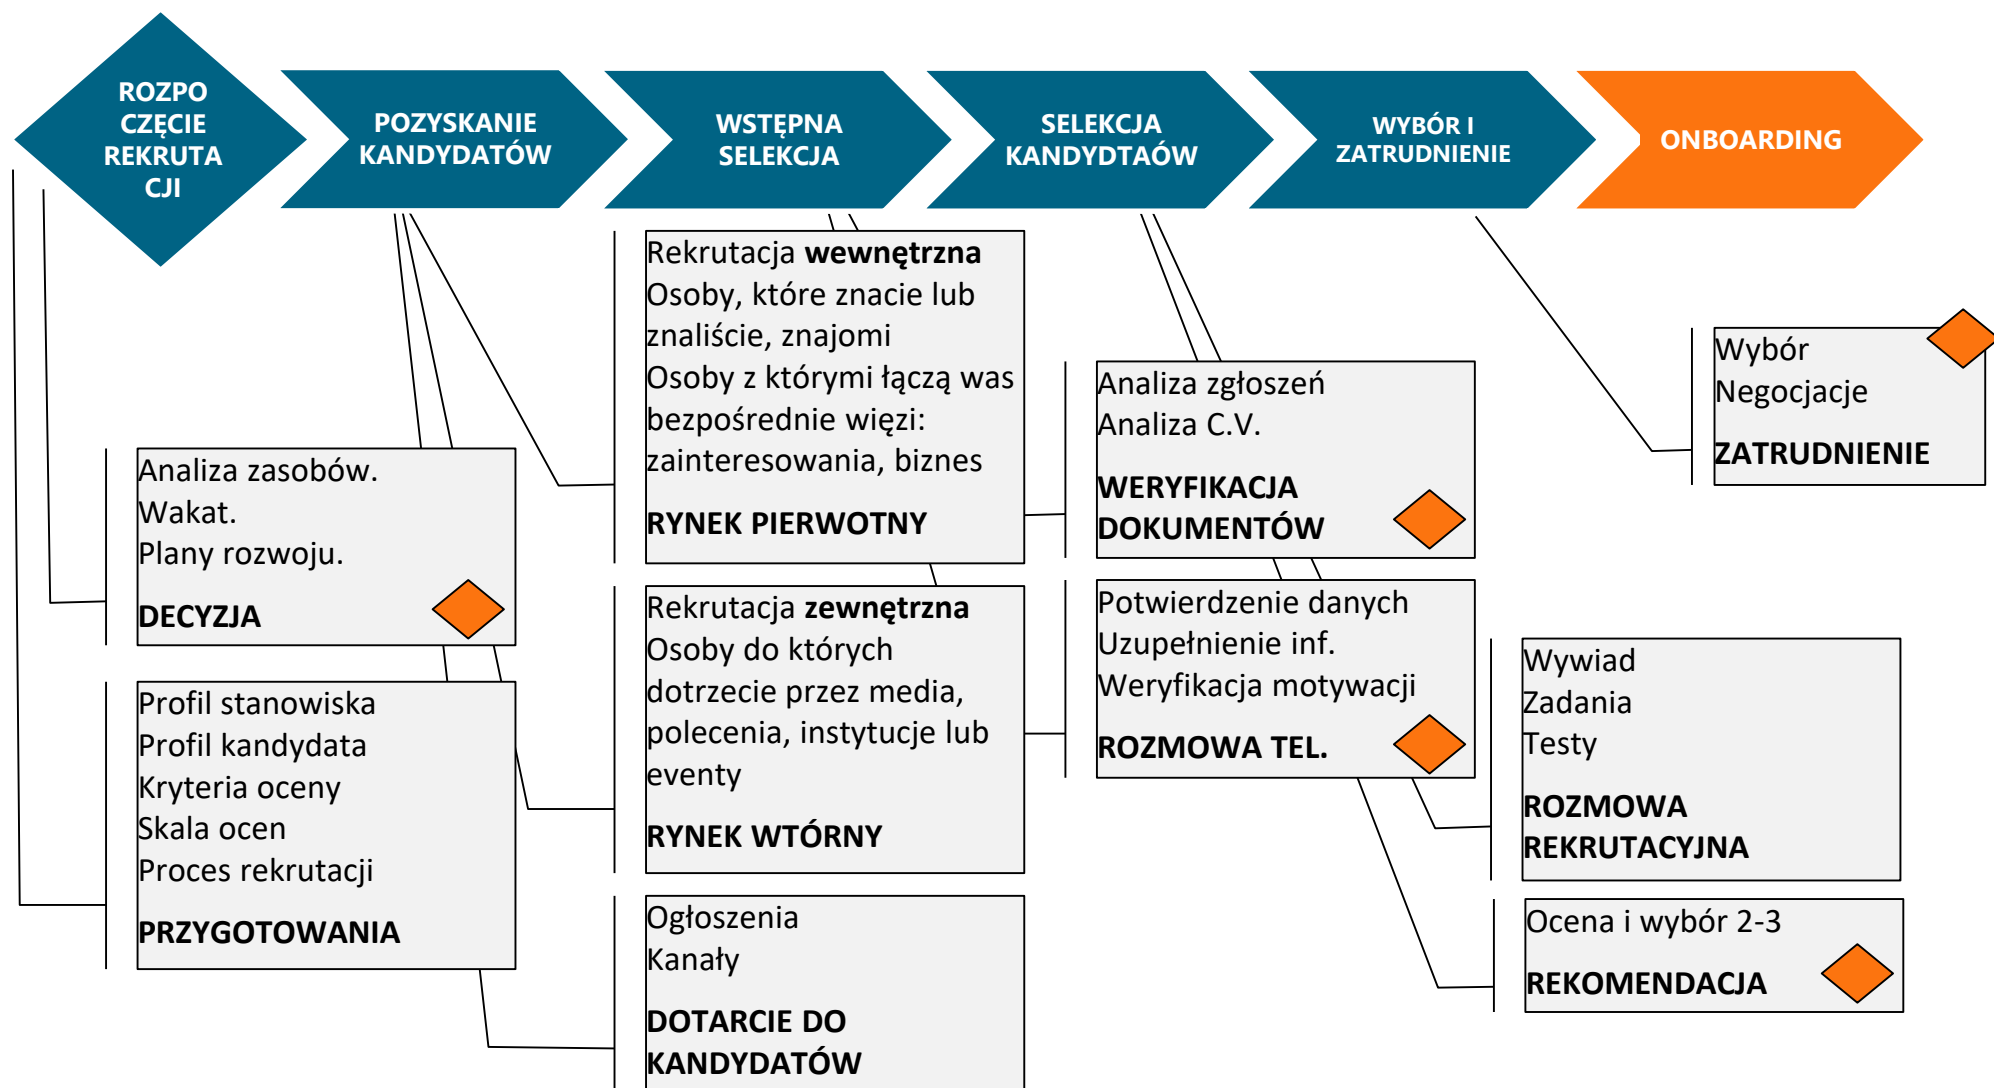 ROZPO
CZĘCIE
REKRUTA
CJI
POZYSKANIE
KANDYDATÓW
WSTĘPNA
SELEKCJA
SELEKCJA
KANDYDTAÓW
WYBÓR I
ZATRUDNIENIE
ONBOARDING
Analiza zasobów.
Wakat.
Plany rozwoju.
DECYZJA
Profil stanowiska
Profil kandydata
Kryteria oceny
Skala ocen
Proces rekrutacji
PRZYGOTOWANIA
Rekrutacja wewnętrzna
Osoby, które znacie lub
znaliście, znajomi
Osoby z którymi łączą was
bezpośrednie więzi:
zainteresowania, biznes
RYNEK PIERWOTNY
Rekrutacja zewnętrzna
Osoby do których
dotrzecie przez media,
polecenia, instytucje lub
eventy
RYNEK WTÓRNY
Ogłoszenia
Kanały
DOTARCIE DO
KANDYDATÓW
Analiza zgłoszeń
Analiza C.V.
WERYFIKACJA
DOKUMENTÓW
Potwierdzenie danych
Uzupełnienie inf.
Weryfikacja motywacji
ROZMOWA TEL.
Wywiad
Zadania
Testy
ROZMOWA
REKRUTACYJNA
Ocena i wybór 2-3
REKOMENDACJA
Wybór
Negocjacje
ZATRUDNIENIE